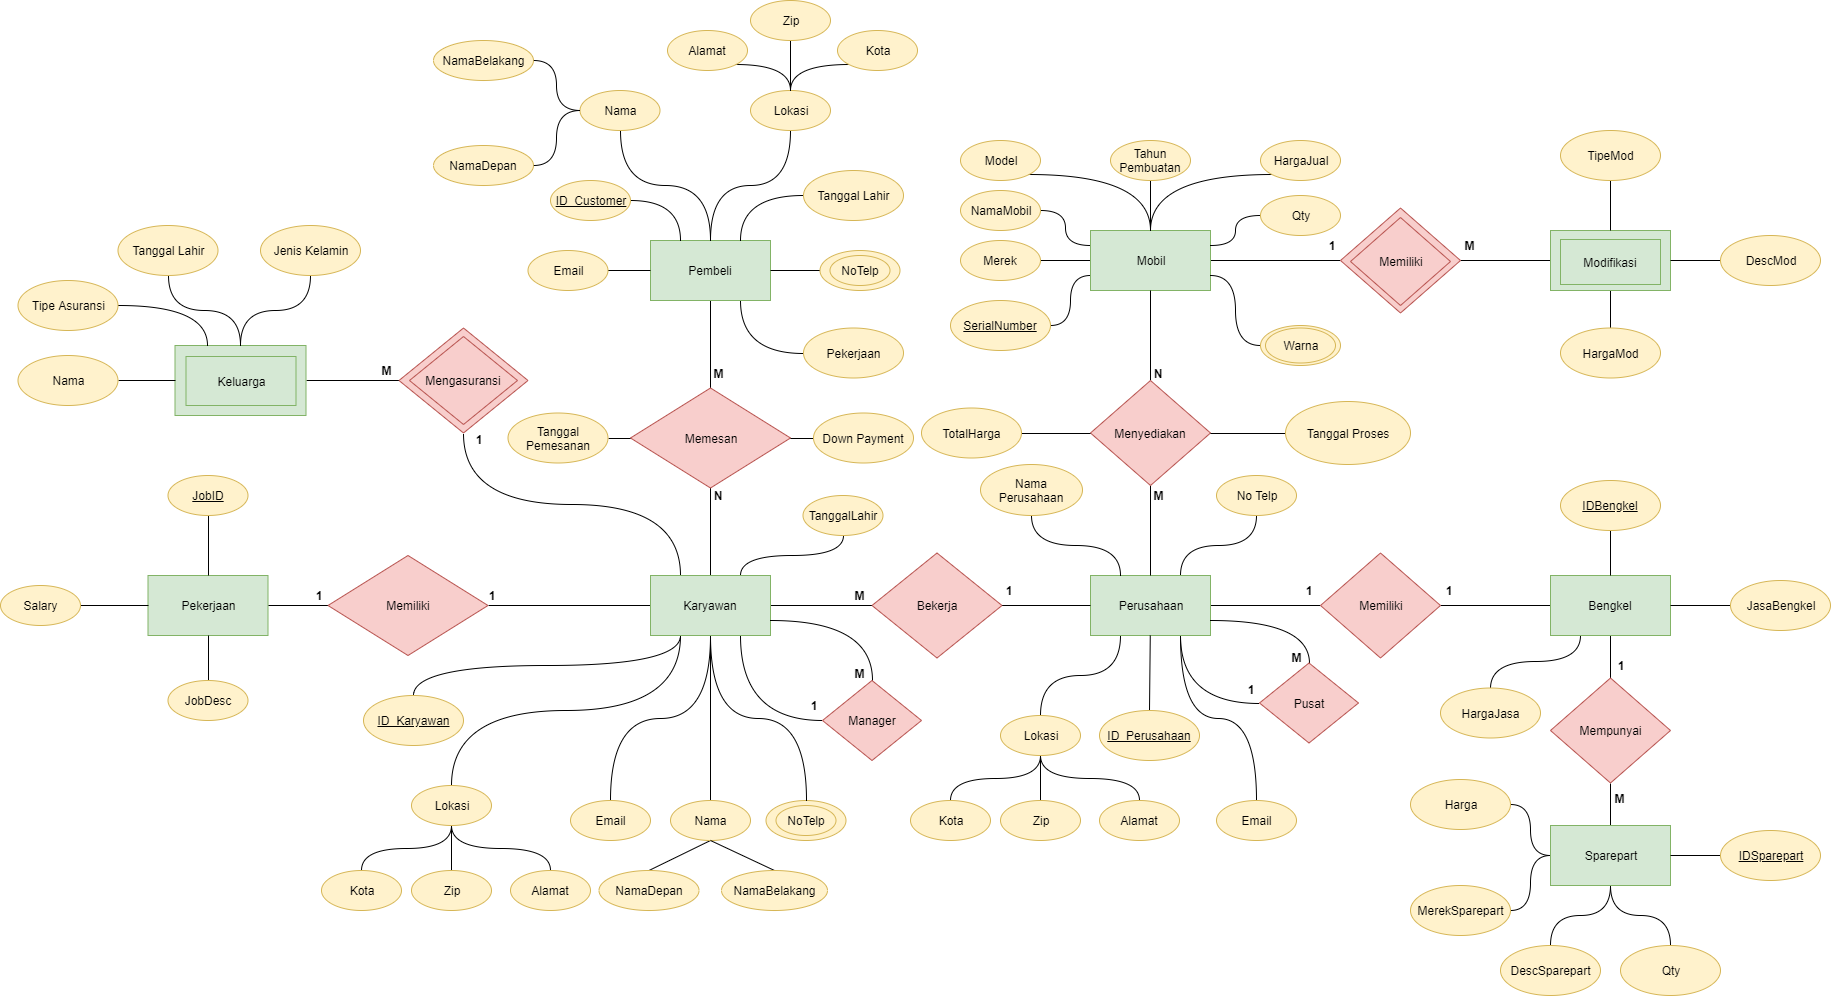 Zip
Alamat
Kota
NamaBelakang
Nama
Lokasi
NamaDepan
ID_Customer
Tanggal Lahir
Email
Pembeli
NoTelp
Pekerjaan
Model
Tahun
Pembuatan
HargaJual
NamaMobil
Qty
Merek
Mobil
SerialNumber
Warna
1
Memiliki
M
TipeMod
Modifikasi
DescMod
HargaMod
Tanggal Lahir
Jenis Kelamin
Tipe Asuransi
Nama
Keluarga
M
Mengasuransi
1
M
Tanggal
Pemesanan
Memesan
Down Payment
N
N
TotalHarga
Menyediakan
Tanggal Proses
M
JobID
Salary
Pekerjaan
JobDesc
1
Memiliki
1
TanggalLahir
Karyawan
M
Bekerja
1
Nama
Perusahaan
No Telp
Perusahaan
1
Memiliki
1
IDBengkel
Bengkel
JasaBengkel
HargaJasa
1
Mempunyai
M
ID_Karyawan
M
1
Manager
Lokasi
Kota
Zip
Alamat
Email
Nama
NoTelp
NamaDepan
NamaBelakang
M
1
Pusat
Lokasi
ID_Perusahaan
Kota
Zip
Alamat
Email
Harga
Sparepart
IDSparepart
MerekSparepart
DescSparepart
Qty